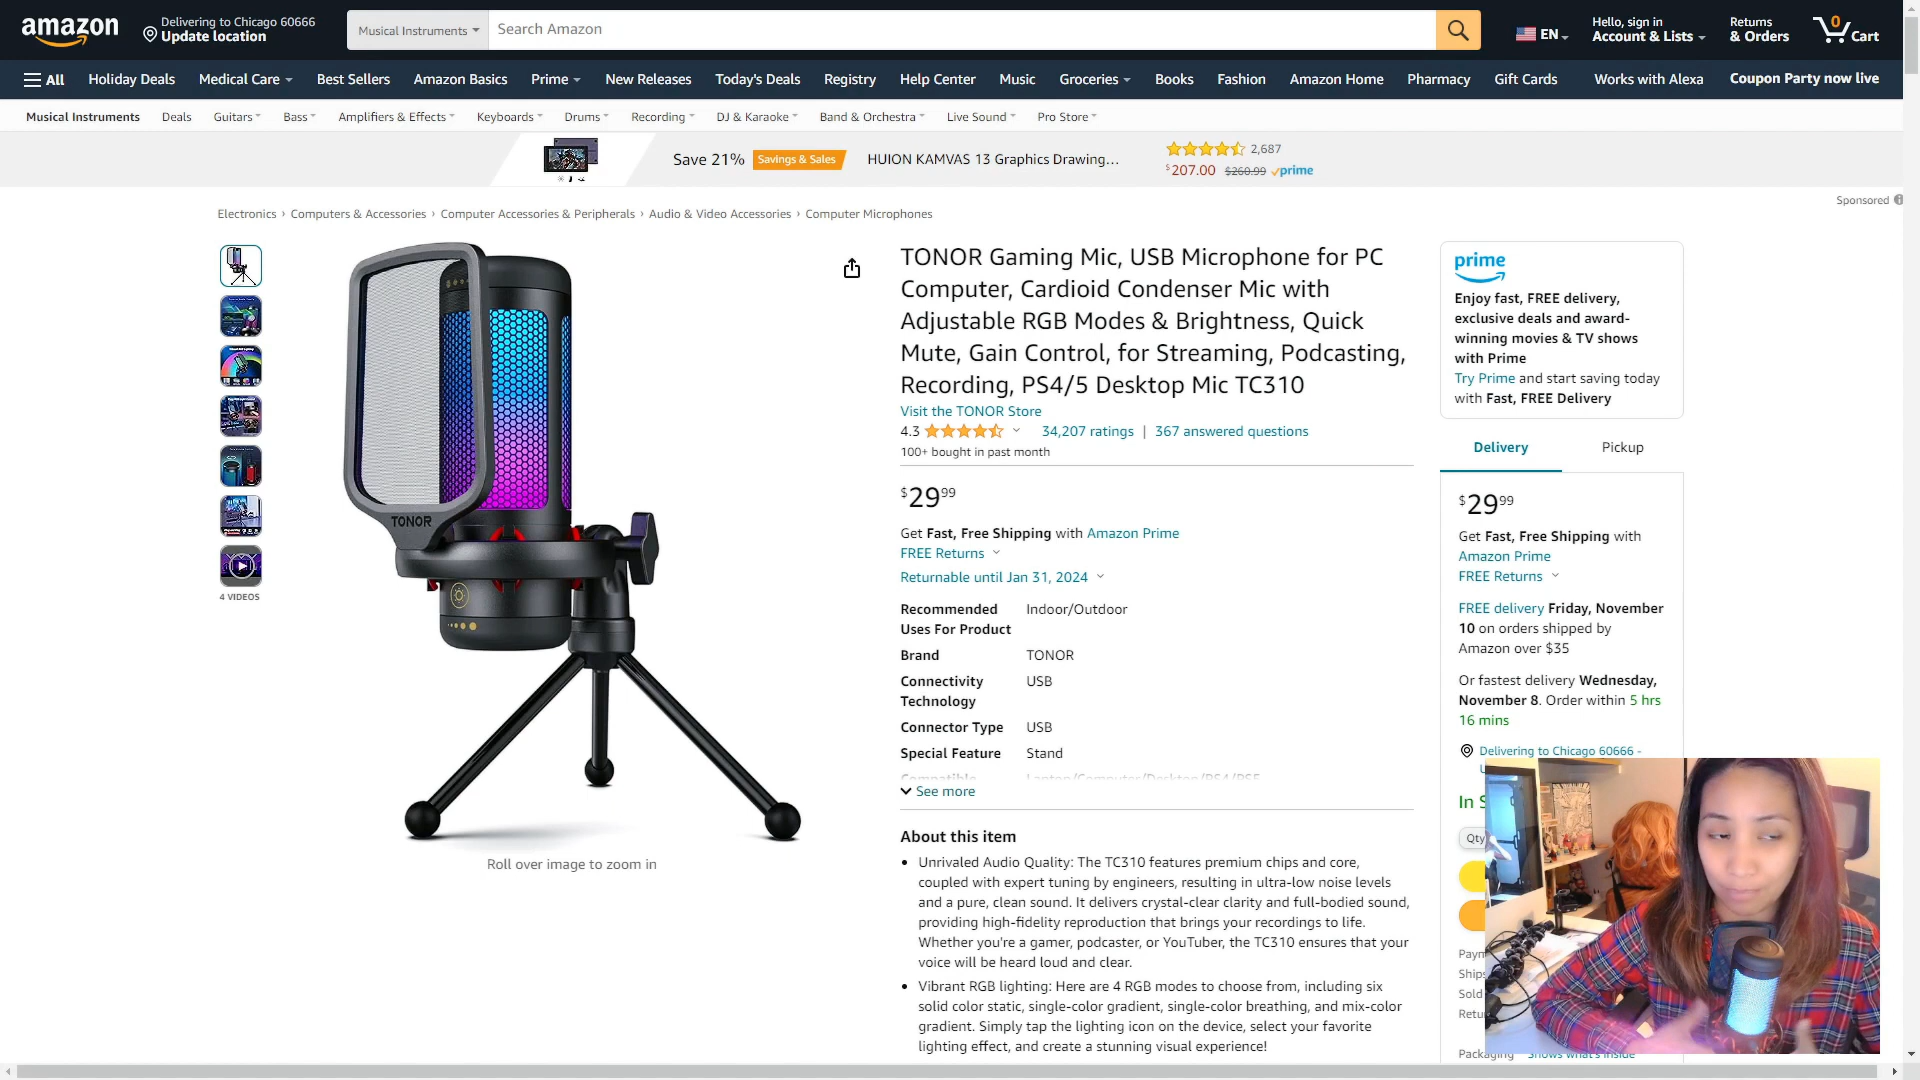 amazon
Delivering to Chicago 60666
Update location
Musical Instruments
Search Amazon
EN
Hello, sign in
Account & Lists
Returns
& Orders
0
Cart
All
Holiday Deals
Medical Care
Best Sellers
Amazon Basics
Prime
New Releases
Today's Deals
Registry
Help Center
Music
Groceries
Books
Fashion
Amazon Home
Pharmacy
Gift Cards
Works with Alexa
Coupon Party now live
Musical Instruments
Deals
Guitars
Bass
Amplifiers & Effects
Keyboards
Drums
Recording
DJ & Karaoke
Band & Orchestra
Live Sound
Pro Store
Save 21%
Savings & Sales
HUION KAMVAS 13 Graphics Drawing…
2,687
$207.00 $260.99 prime
Sponsored
Electronics › Computers & Accessories › Computer Accessories & Peripherals › Audio & Video Accessories › Computer Microphones
4 VIDEOS
TONOR
Roll over image to zoom in
TONOR Gaming Mic, USB Microphone for PC
Computer, Cardioid Condenser Mic with
Adjustable RGB Modes & Brightness, Quick
Mute, Gain Control, for Streaming, Podcasting,
Recording, PS4/5 Desktop Mic TC310
Visit the TONOR Store
4.3 34,207 ratings | 367 answered questions
100+ bought in past month
$29 99
Get Fast, Free Shipping with Amazon Prime
FREE Returns
Returnable until Jan 31, 2024
Recommended Uses For Product Indoor/Outdoor
Brand TONOR
Connectivity Technology USB
Connector Type USB
Special Feature Stand
Compatible Laptop/Computer/Desktop/PS4/PS5
See more
About this item
• Unrivaled Audio Quality: The TC310 features premium chips and core,
coupled with expert tuning by engineers, resulting in ultra-low noise levels
and a pure, clean sound. It delivers crystal-clear clarity and full-bodied sound,
providing high-fidelity reproduction that brings your recordings to life.
Whether you're a gamer, podcaster, or YouTuber, the TC310 ensures that your
voice will be heard loud and clear.
• Vibrant RGB lighting: Here are 4 RGB modes to choose from, including six
solid color static, single-color gradient, single-color breathing, and mix-color
gradient. Simply tap the lighting icon on the device, select your favorite
lighting effect, and create a stunning visual experience!
prime
Enjoy fast, FREE delivery,
exclusive deals and award-
winning movies & TV shows
with Prime
Try Prime and start saving today
with Fast, FREE Delivery
Delivery
Pickup
$29 99
Get Fast, Free Shipping with
Amazon Prime
FREE Returns
FREE delivery Friday, November
10 on orders shipped by
Amazon over $35
Or fastest delivery Wednesday,
November 8. Order within 5 hrs
16 mins
Delivering to Chicago 60666 -
In S
Qty
Paym
Ships
Sold
Retu
Packaging Shows what's inside